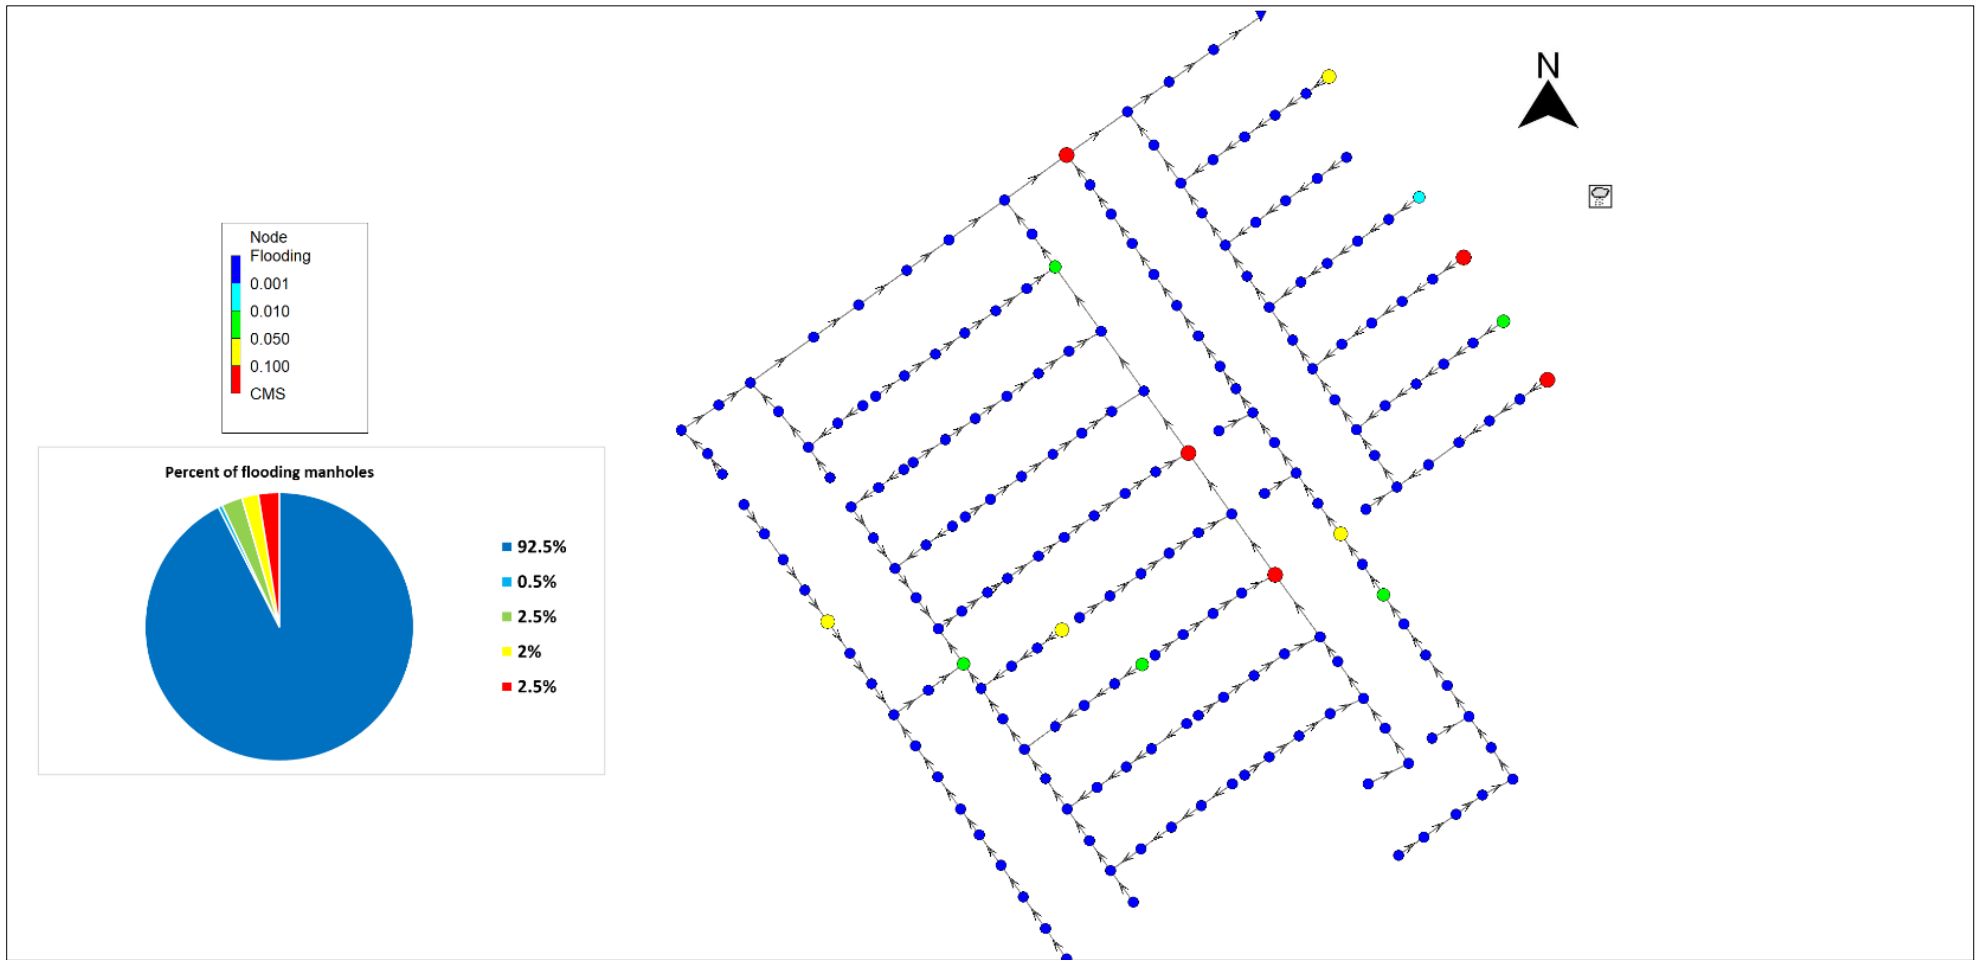 N
Node
Flooding
0.001
0.010
0.050
0.100
CMS
Percent of flooding manholes
92.5%
0.5%
2.5%
2%
2.5%